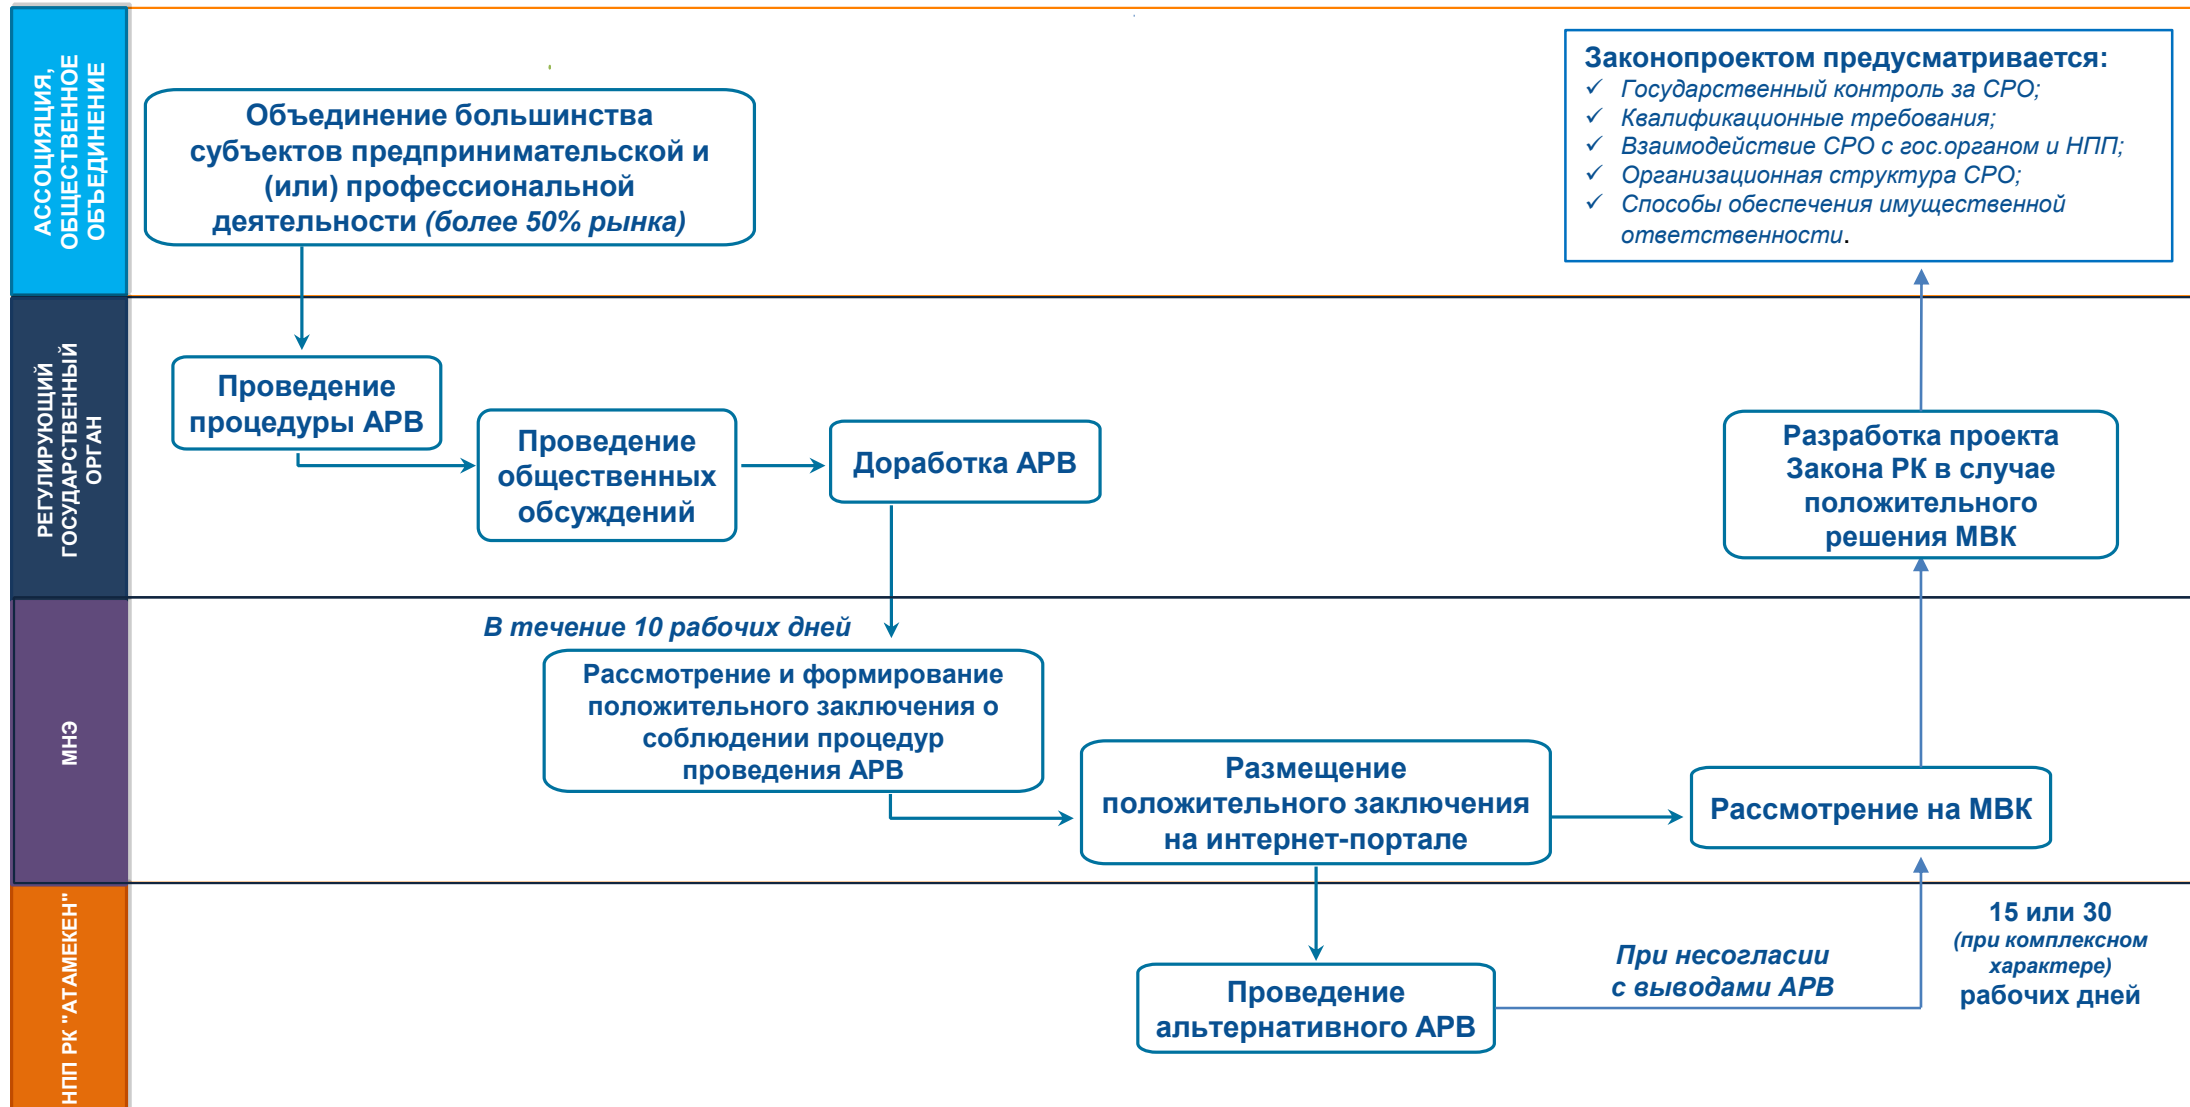 АССОЦИЯЦИЯ,
ОБЩЕСТВЕННОЕ
ОБЪЕДИНЕНИЕ
Объединение большинства
субъектов предпринимательской и
(или) профессиональной
деятельности (более 50% рынка)
Законопроектом предусматривается:
✓ Государственный контроль за СРО;
✓ Квалификационные требования;
✓ Взаимодействие СРО с гос.органом и НПП;
✓ Организационная структура СРО;
✓ Способы обеспечения имущественной
ответственности.
РЕГУЛИРУЮЩИЙ
ГОСУДАРСТВЕННЫЙ
ОРГАН
Проведение
процедуры АРВ
Проведение
общественных
обсуждений
Доработка АРВ
Разработка проекта
Закона РК в случае
положительного
решения МВК
МНЭ
В течение 10 рабочих дней
Рассмотрение и формирование
положительного заключения о
соблюдении процедур
проведения АРВ
Размещение
положительного заключения
на интернет-портале
Рассмотрение на МВК
НПП РК "АТАМЕКЕН"
Проведение
альтернативного АРВ
При несогласии
с выводами АРВ
15 или 30
(при комплексном
характере)
рабочих дней